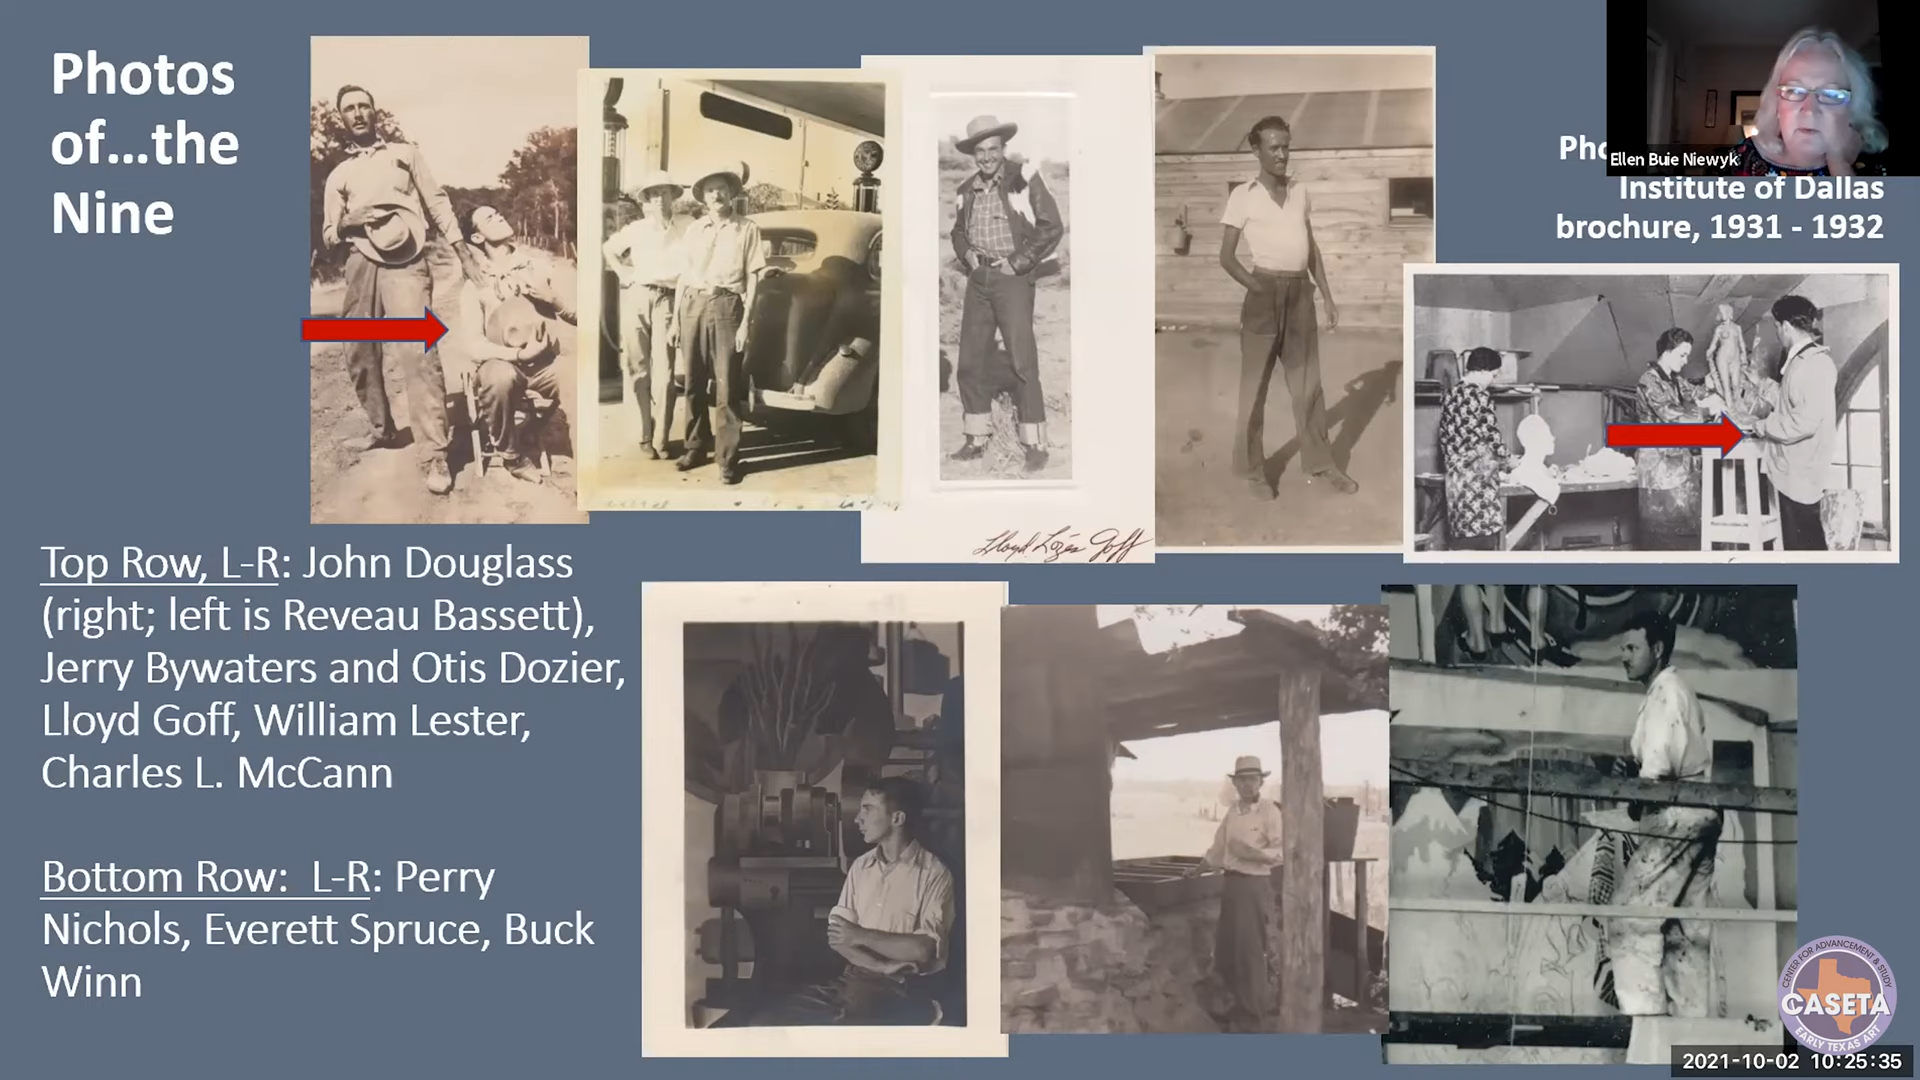 Photos
of...the
Nine
Ellen Buie Niewyk
Institute of Dallas
brochure, 1931 - 1932
Lloyd Lozes Goff
Top Row, L-R: John Douglass
(right; left is Reveau Bassett),
Jerry Bywaters and Otis Dozier,
Lloyd Goff, William Lester,
Charles L. McCann
Bottom Row:  L-R: Perry
Nichols, Everett Spruce, Buck
Winn
CENTER FOR ADVANCEMENT & STUDY
CASETA
EARLY TEXAS ART
2021-10-02 10:25:35